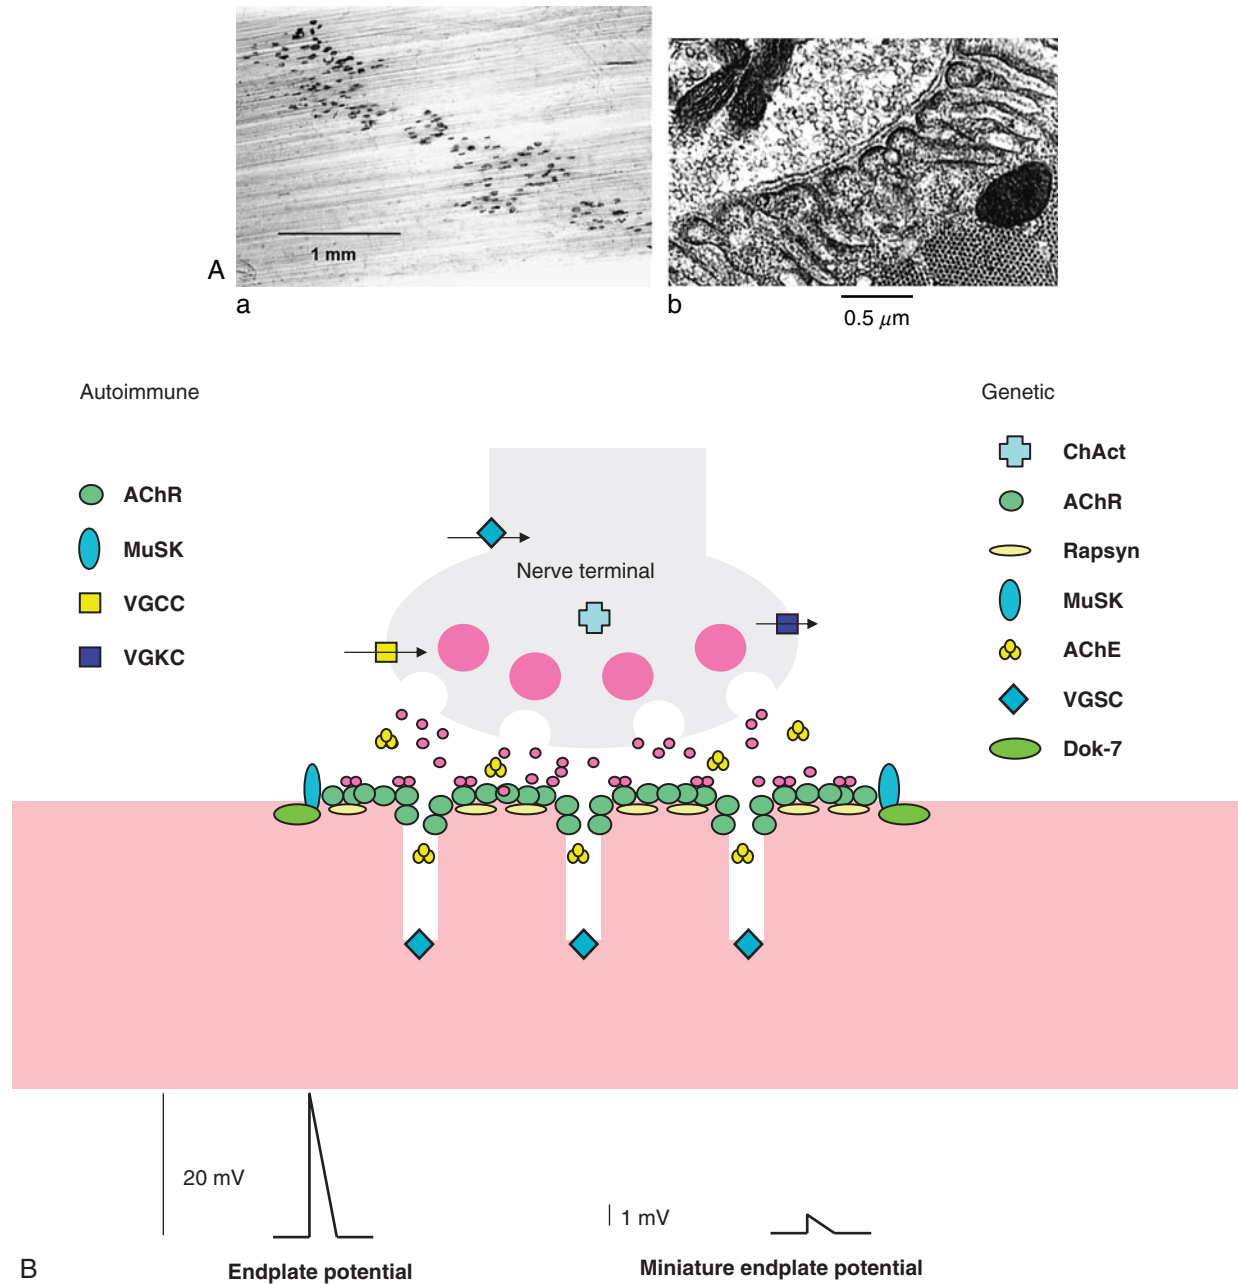 1 mm
A
a
b
0.5 μm
Autoimmune
AChR
MuSK
VGCC
VGKC
Genetic
ChAct
AChR
Rapsyn
MuSK
AChE
VGSC
Dok-7
Nerve terminal
20 mV
1 mV
B
Endplate potential
Miniature endplate potential